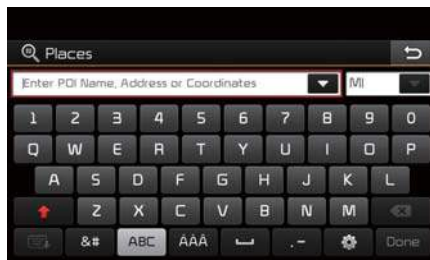 Places
Enter POI Name, Address or Coordinates MI
1 2 3 4 5 6 7 8 9 0
Q W E R T Y U I O P
A S D F G H J K L
Z X C V B N M
&# ABC ÀÂÄ .- Done